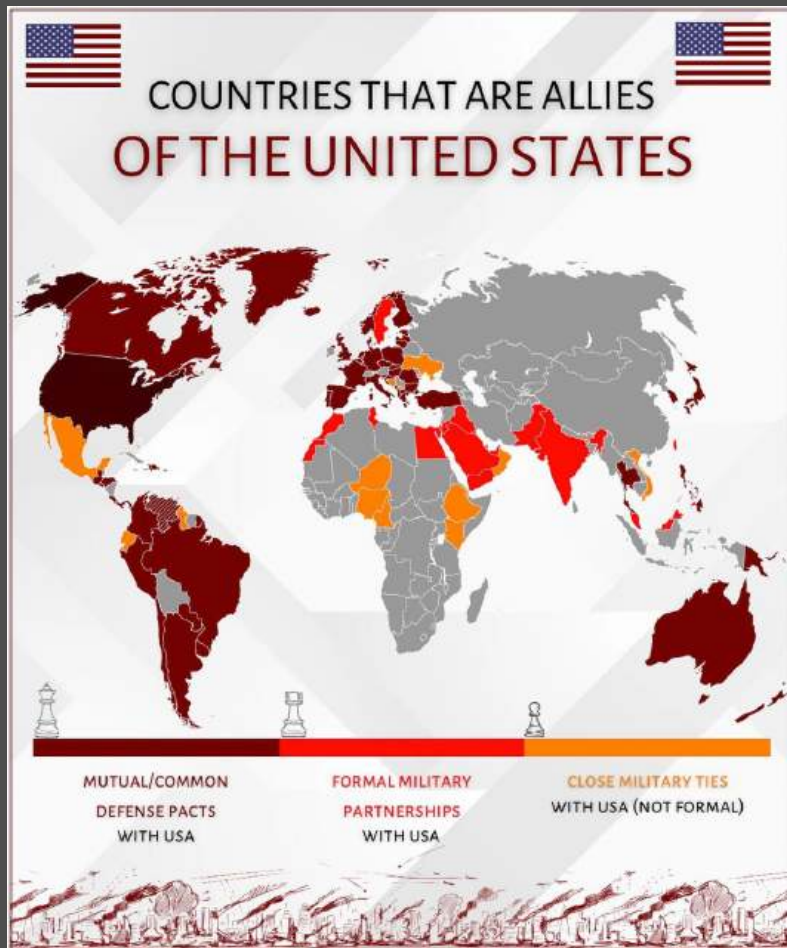 COUNTRIES THAT ARE ALLIES
OF THE UNITED STATES
MUTUAL/COMMON
DEFENSE PACTS
WITH USA
FORMAL MILITARY
PARTNERSHIPS
WITH USA
CLOSE MILITARY TIES
WITH USA (NOT FORMAL)